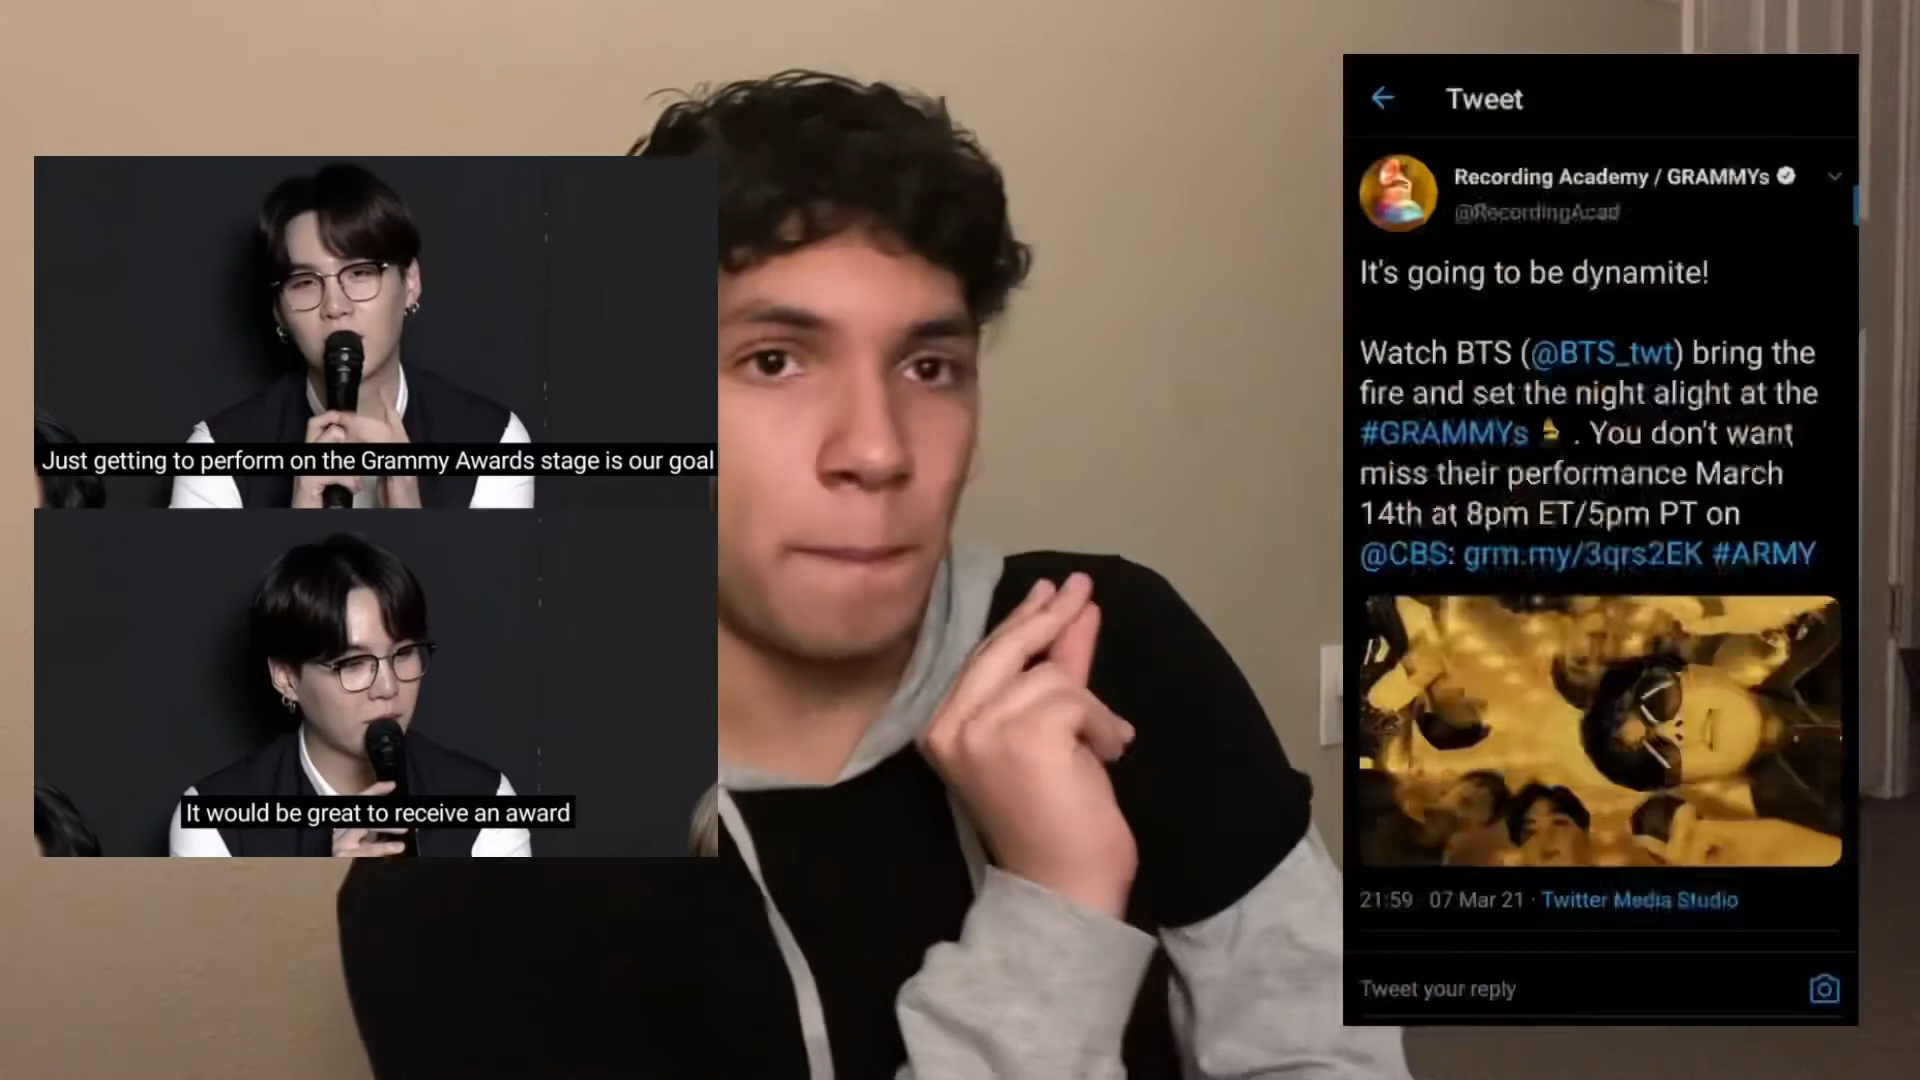 Just getting to perform on the Grammy Awards stage is our goal
It would be great to receive an award
Tweet
Recording Academy / GRAMMYs
@RecordingAcad
It's going to be dynamite!
Watch BTS (@BTS_twt) bring the
fire and set the night alight at the
#GRAMMYs . You don't want
miss their performance March
14th at 8pm ET/5pm PT on
@CBS: grm.my/3qrs2EK #ARMY
21:59 · 07 Mar 21 · Twitter Media Studio
Tweet your reply